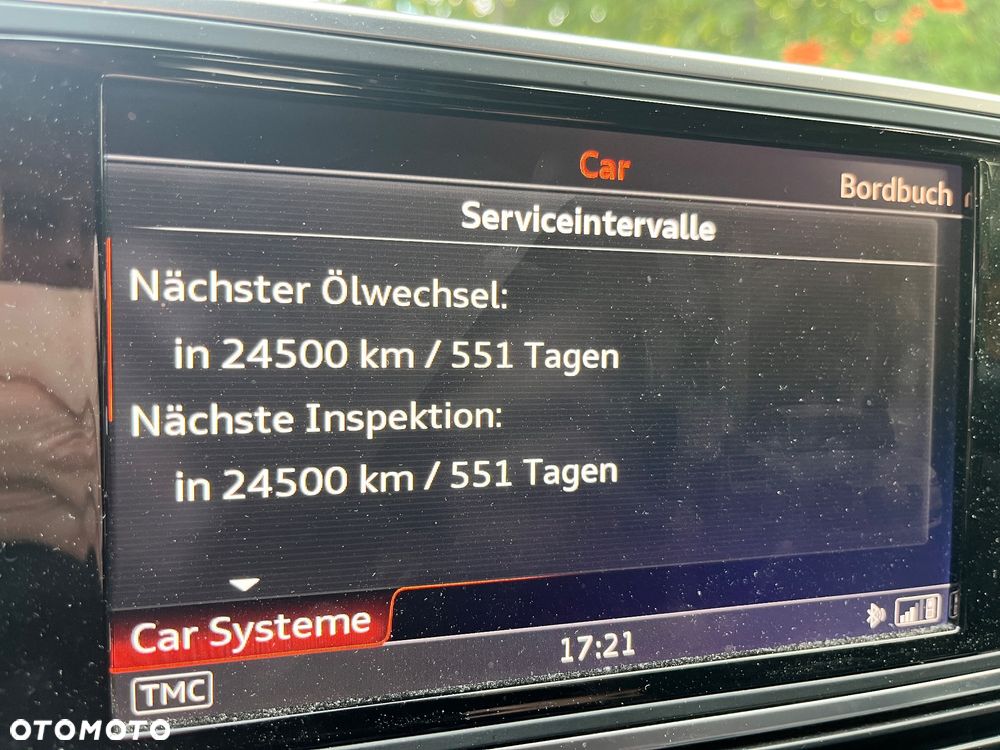 Car
Bordbuch
Serviceintervalle
Nächster Ölwechsel:
in 24500 km / 551 Tagen
Nächste Inspektion:
in 24500 km / 551 Tagen
Car Systeme
17:21
TMC
OTOMOTO